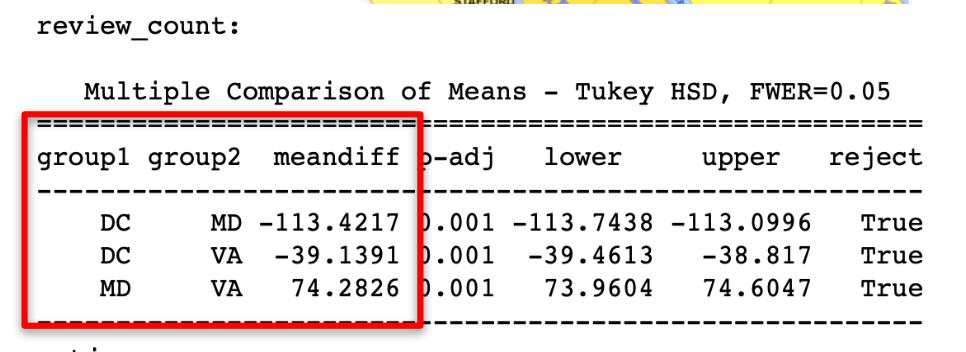 STAFFORD
review_count:
Multiple Comparison of Means - Tukey HSD, FWER=0.05
==========================================================
group1 group2 meandiff p-adj lower upper reject
----------------------------------------------------------
DC MD -113.4217 0.001 -113.7438 -113.0996 True
DC VA -39.1391 0.001 -39.4613 -38.817 True
MD VA 74.2826 0.001 73.9604 74.6047 True
----------------------------------------------------------